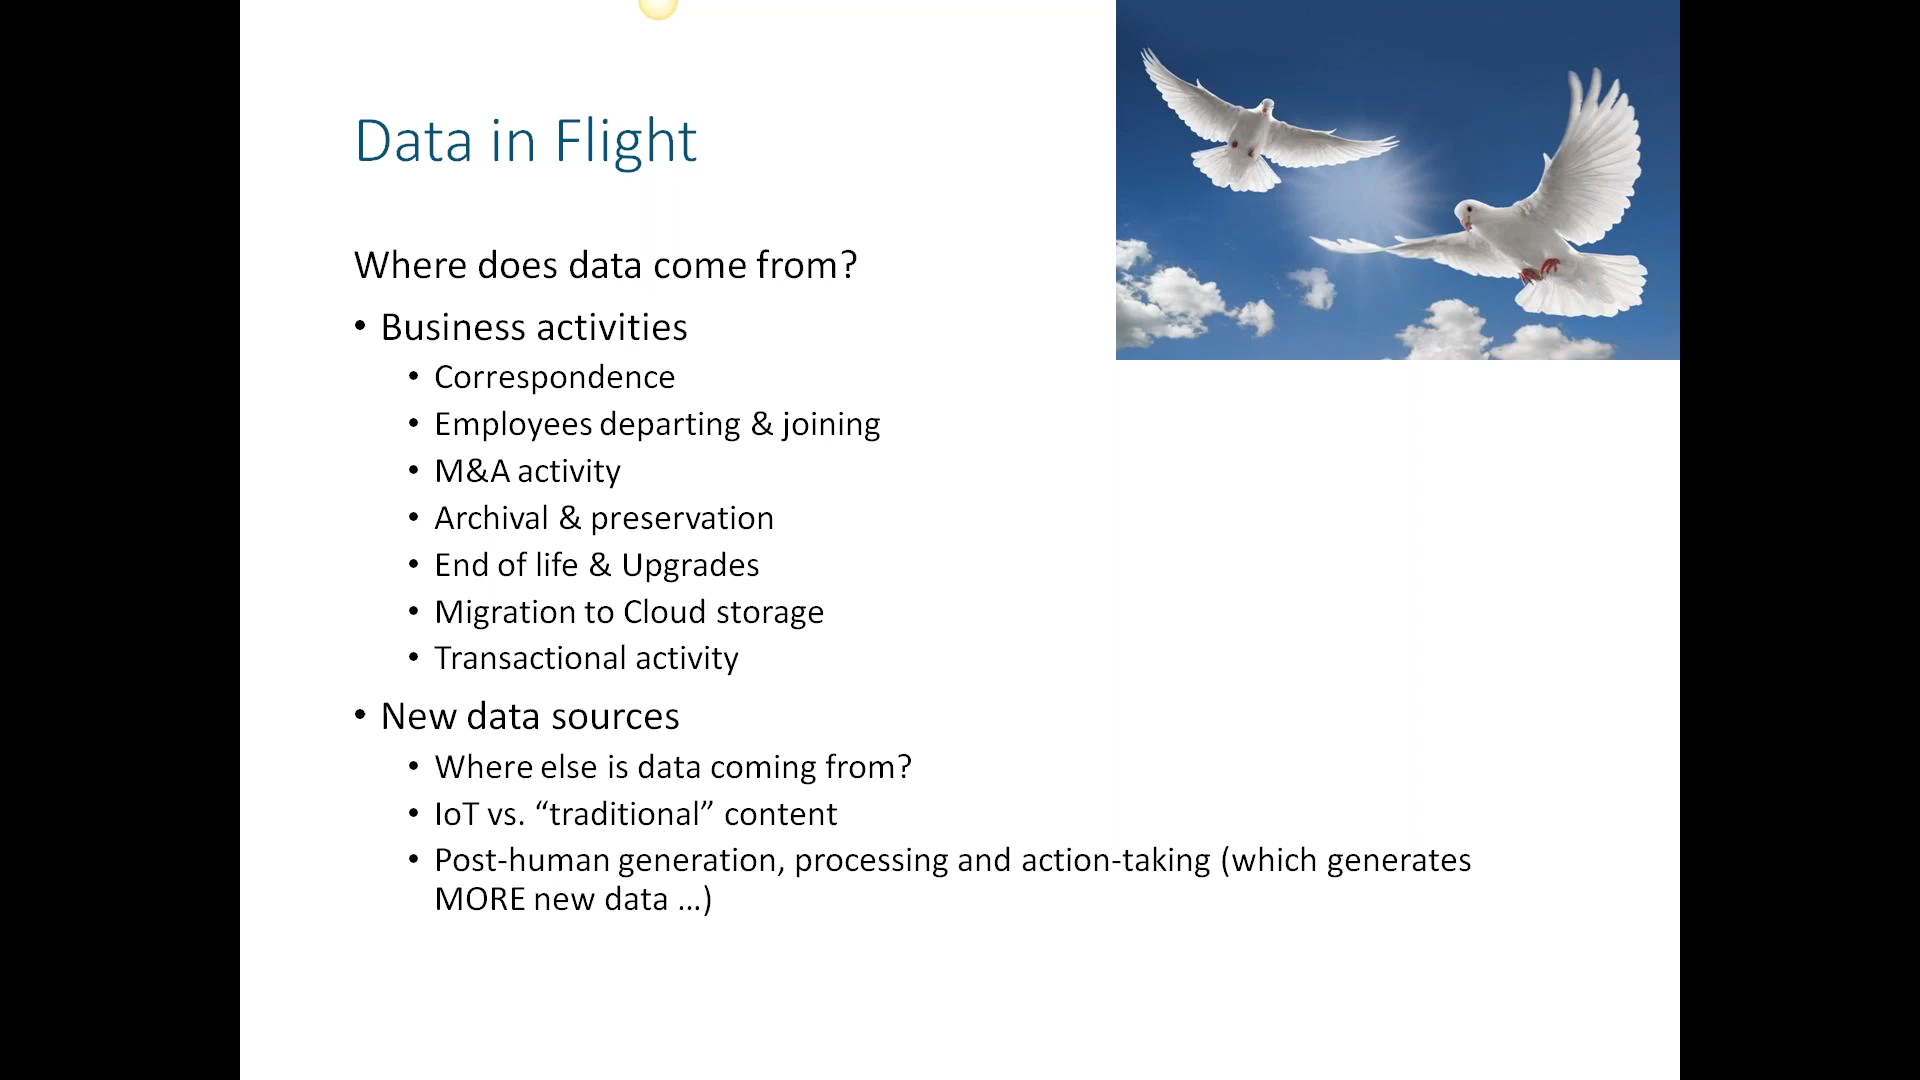 Data in Flight
Where does data come from?
• Business activities
• Correspondence
• Employees departing & joining
• M&A activity
• Archival & preservation
• End of life & Upgrades
• Migration to Cloud storage
• Transactional activity
• New data sources
• Where else is data coming from?
• IoT vs. “traditional” content
• Post-human generation, processing and action-taking (which generates
MORE new data …)